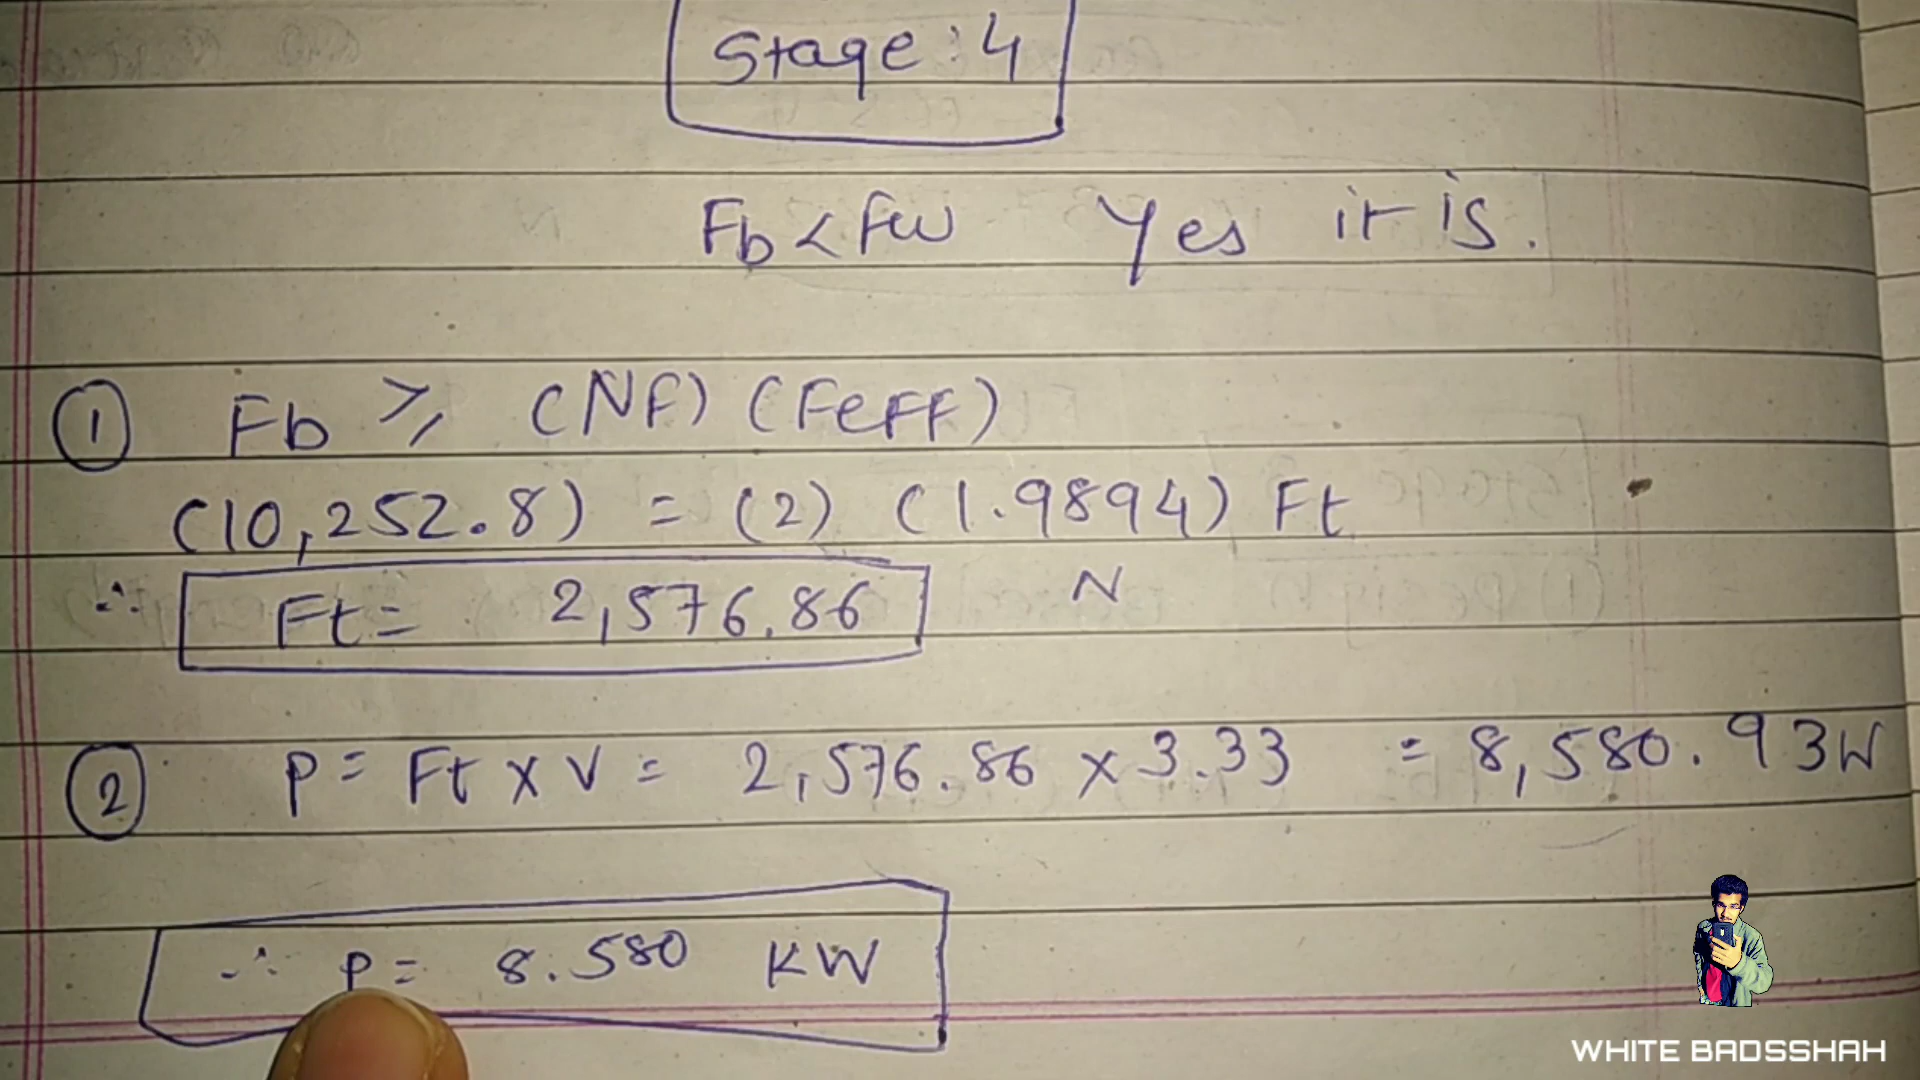 Stage: 4
Fb < Fw Yes it is.
① Fb ⩾ (NF) (FeFF)
(10,252.8) = (2) (1.9894) Ft
∴ Ft = 2,576.86 N
② P = Ft x V = 2,576.86 x 3.33 = 8,580.93W
∴ P = 8.580 KW
WHITE BADSSHAH